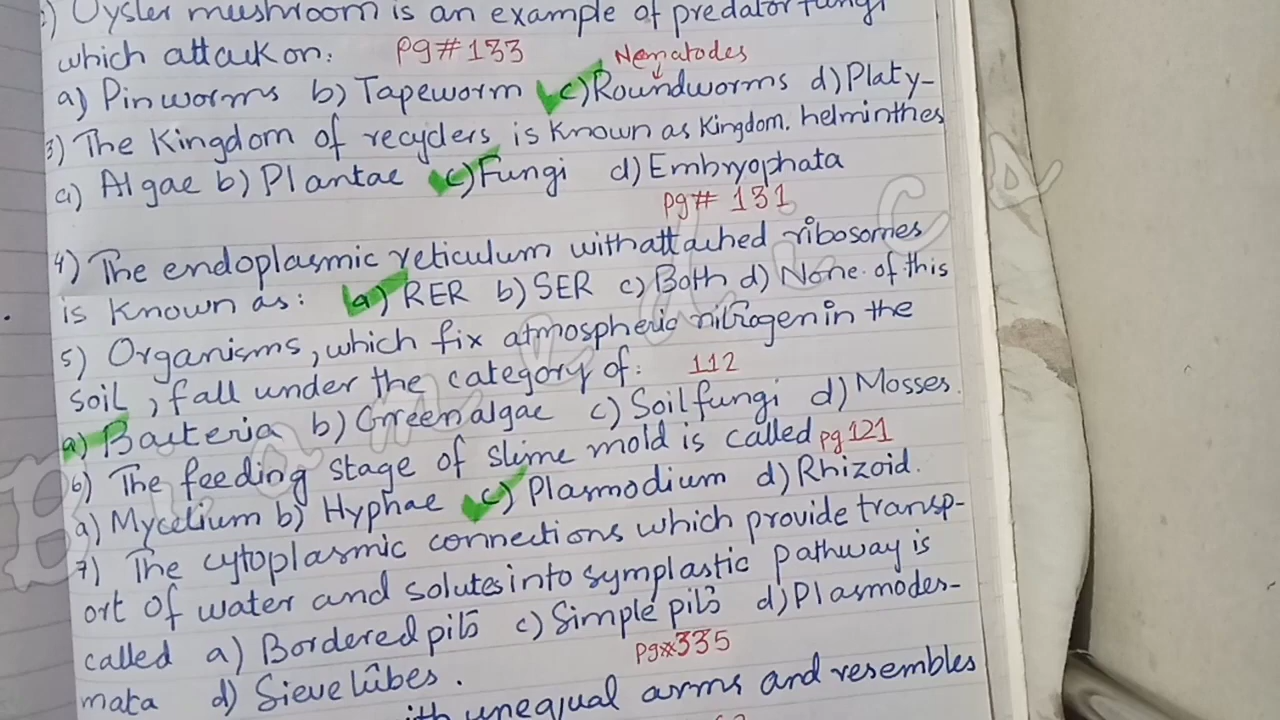 2) Oyster mushroom is an example of predator fungi
which attack on: pg# 133 Nematodes
a) Pinworms b) Tapeworm c) Roundworms d) Platy-
helminthes
3) The Kingdom of recyclers is known as Kingdom.
a) Algae b) Plantae c) Fungi d) Embryophata
pg# 131
4) The endoplasmic reticulum with attached ribosomes
is known as: a) RER b) SER c) Both d) None of this
5) Organisms, which fix atmospheric nitrogen in the
soil, fall under the category of: 112
a) Bacteria b) Green algae c) Soil fungi d) Mosses.
6) The feeding stage of slime mold is called pg 121
a) Mycelium b) Hyphae c) Plasmodium d) Rhizoid.
7) The cytoplasmic connections which provide transp-
ort of water and solutes into symplastic pathway is
called a) Bordered pits c) Simple pits d) Plasmodes-
mata d) Sieve tubes. pg#335
with unequal arms and resembles